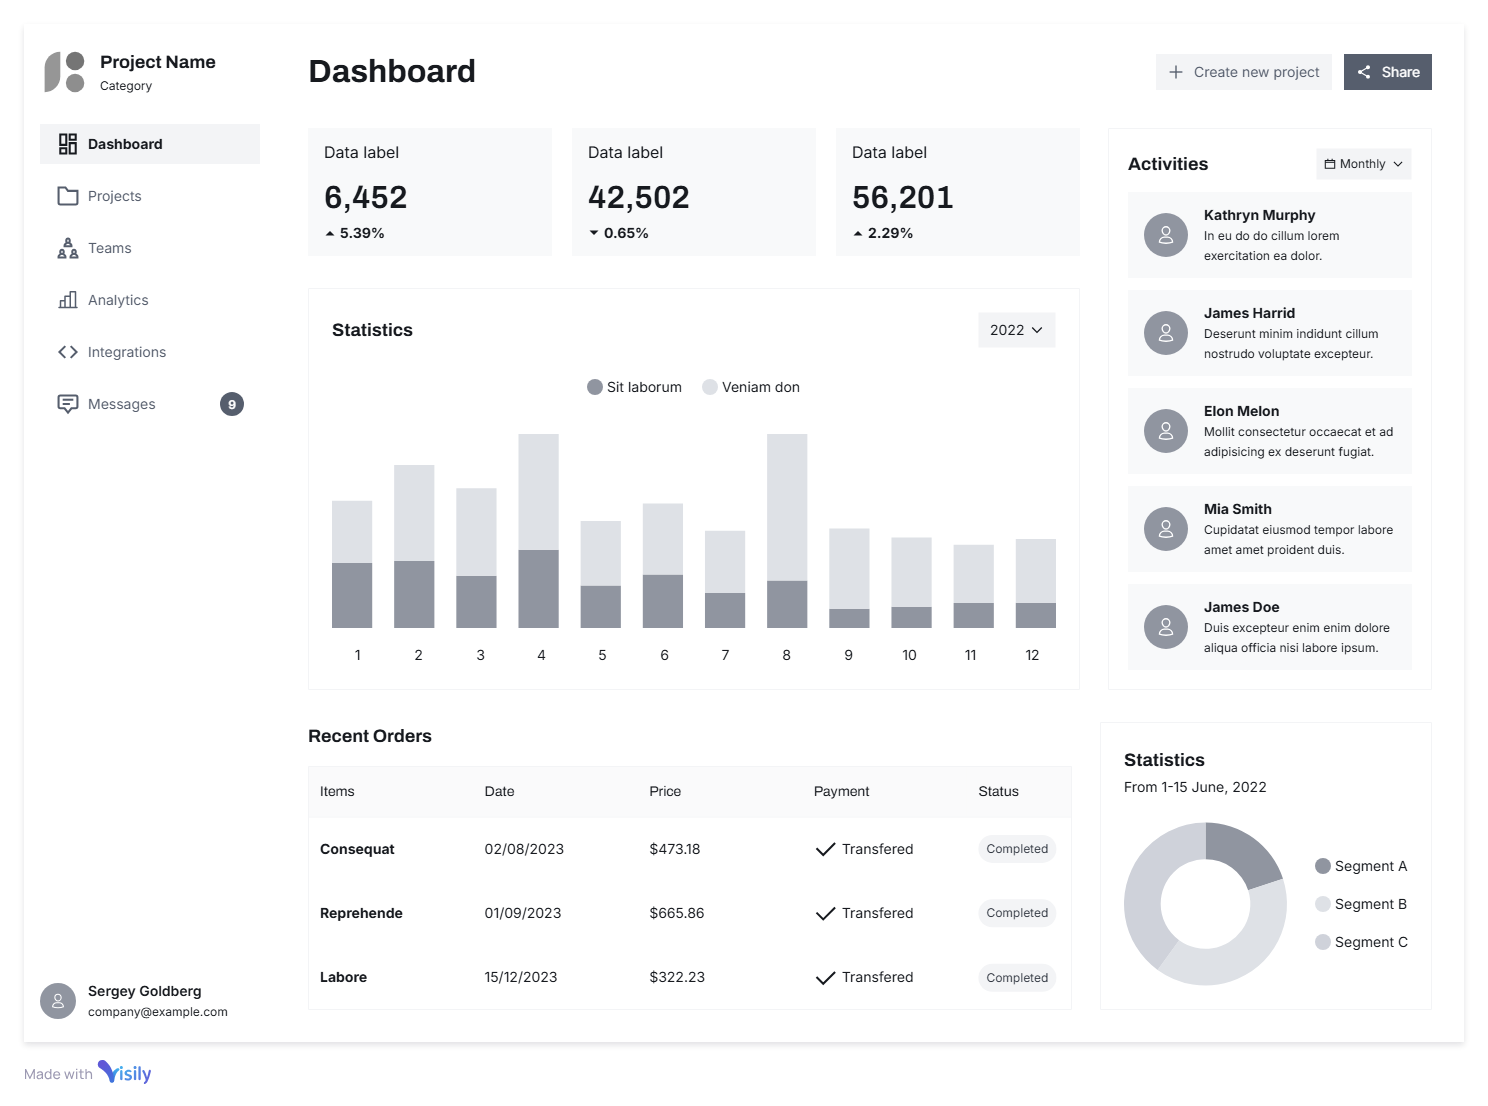 Project Name
Category
Dashboard
Projects
Teams
Analytics
Integrations
Messages
9
Sergey Goldberg
company@example.com
Dashboard
Create new project
Share
Data label
6,452
5.39%
Data label
42,502
0.65%
Data label
56,201
2.29%
Statistics
2022
Sit laborum Veniam don
1 2 3 4 5 6 7 8 9 10 11 12
Activities
Monthly
Kathryn Murphy
In eu do do cillum lorem
exercitation ea dolor.
James Harrid
Deserunt minim indidunt cillum
nostrudo voluptate excepteur.
Elon Melon
Mollit consectetur occaecat et ad
adipisicing ex deserunt fugiat.
Mia Smith
Cupidatat eiusmod tempor labore
amet amet proident duis.
James Doe
Duis excepteur enim enim dolore
aliqua officia nisi labore ipsum.
Recent Orders
Items Date Price Payment Status
Consequat 02/08/2023 $473.18 Transfered Completed
Reprehende 01/09/2023 $665.86 Transfered Completed
Labore 15/12/2023 $322.23 Transfered Completed
Statistics
From 1-15 June, 2022
Segment A
Segment B
Segment C
Made with Visily